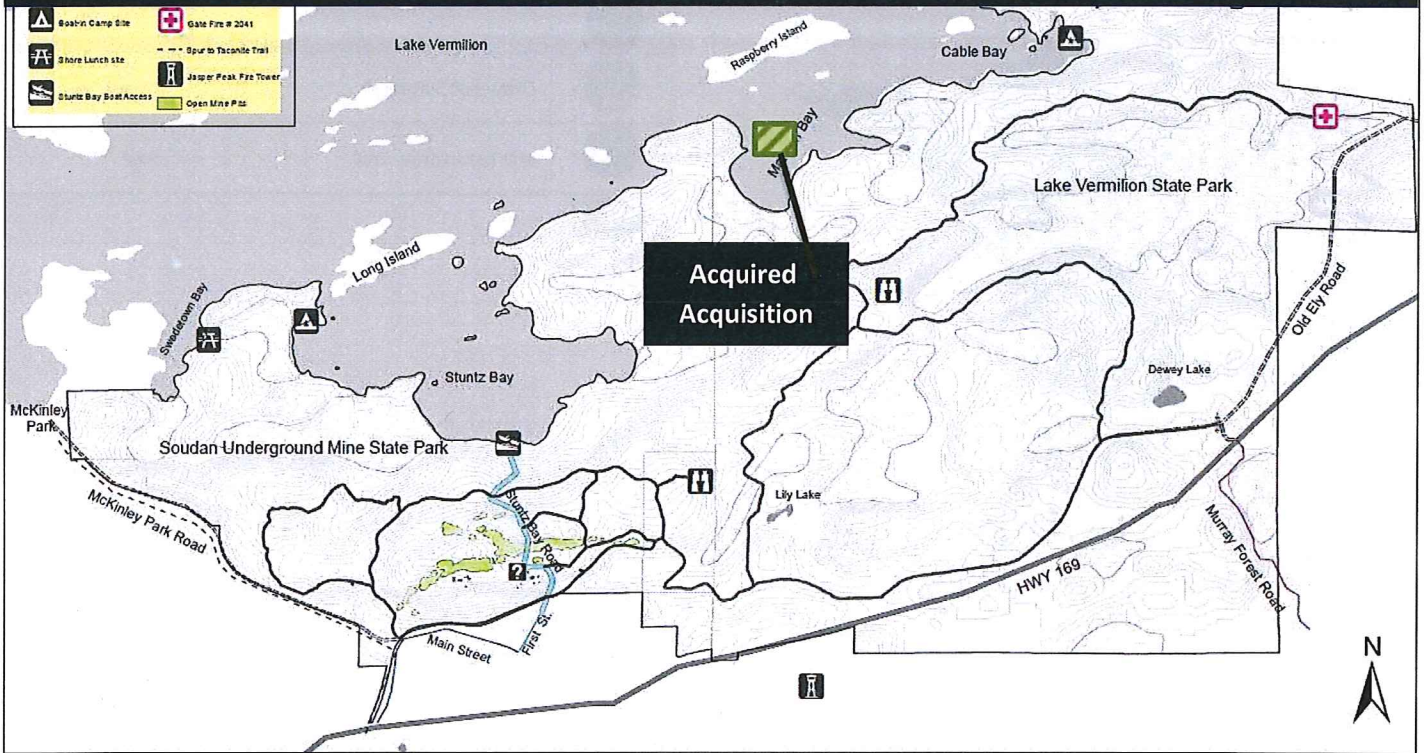 Boat-in Camp Site
Gate Fire # 2041
Shore Lunch site
Spur to Taconite Trail
Jasper Peak Fire Tower
Stuntz Bay Boat Access
Open Mine Pits
Lake Vermilion
Raspberry Island
Cable Bay
Bay
Lake Vermilion State Park
Acquired
Acquisition
Long Island
Swedetown Bay
Old Ely Road
Stuntz Bay
Dewey Lake
McKinley
Park
Soudan Underground Mine State Park
Lily Lake
McKinley Park Road
Stuntz Bay Road
?
Murray Forest Road
HWY 169
First St.
Main Street
N